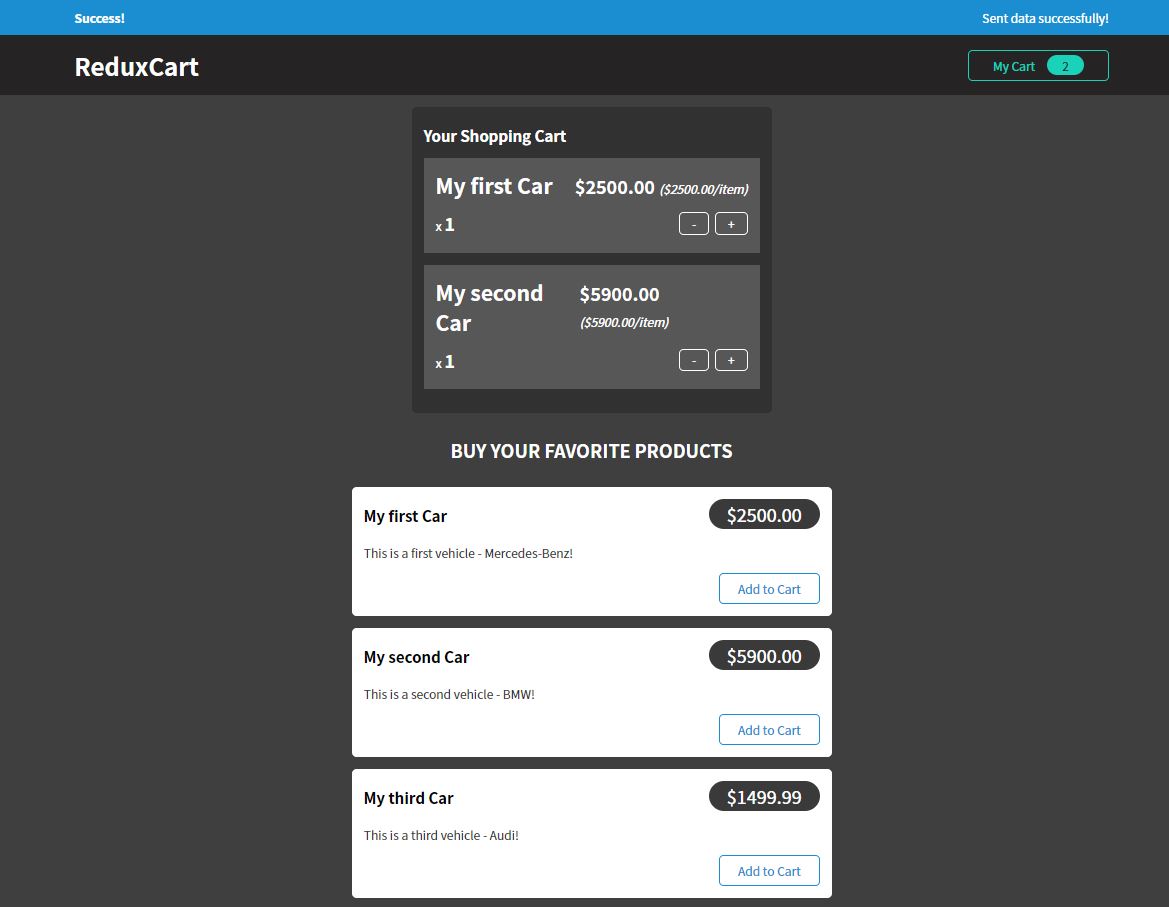 Success! Sent data successfully!
ReduxCart My Cart 2
Your Shopping Cart
My first Car $2500.00 ($2500.00/item)
x 1 - +
My second Car $5900.00 ($5900.00/item)
x 1 - +
BUY YOUR FAVORITE PRODUCTS
My first Car $2500.00
This is a first vehicle - Mercedes-Benz!
Add to Cart
My second Car $5900.00
This is a second vehicle - BMW!
Add to Cart
My third Car $1499.99
This is a third vehicle - Audi!
Add to Cart